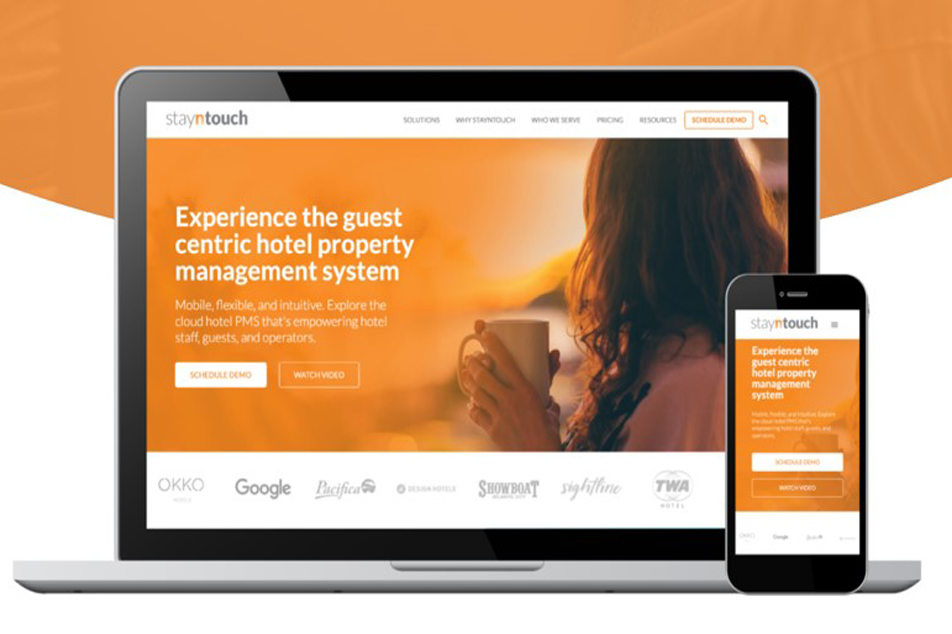 stayntouch
SOLUTIONS WHY STAYNTOUCH WHO WE SERVE PRICING RESOURCES SCHEDULE DEMO
Experience the guest
centric hotel property
management system
Mobile, flexible, and intuitive. Explore the
cloud hotel PMS that's empowering hotel
staff, guests, and operators.
SCHEDULE DEMO WATCH VIDEO
OKKO
HOTELS
Google
Pacifica
DESIGN HOTELS
SHOWBOAT
ATLANTIC CITY
sightline
TWA
HOTEL
stayntouch
Experience the guest
centric hotel
hotel property
management
system
Mobile, flexible, and intuitive. Explore
the cloud hotel PMS that's
empowering hotel staff, guests, and
operators.
SCHEDULE DEMO
WATCH VIDEO
OKKO
Google